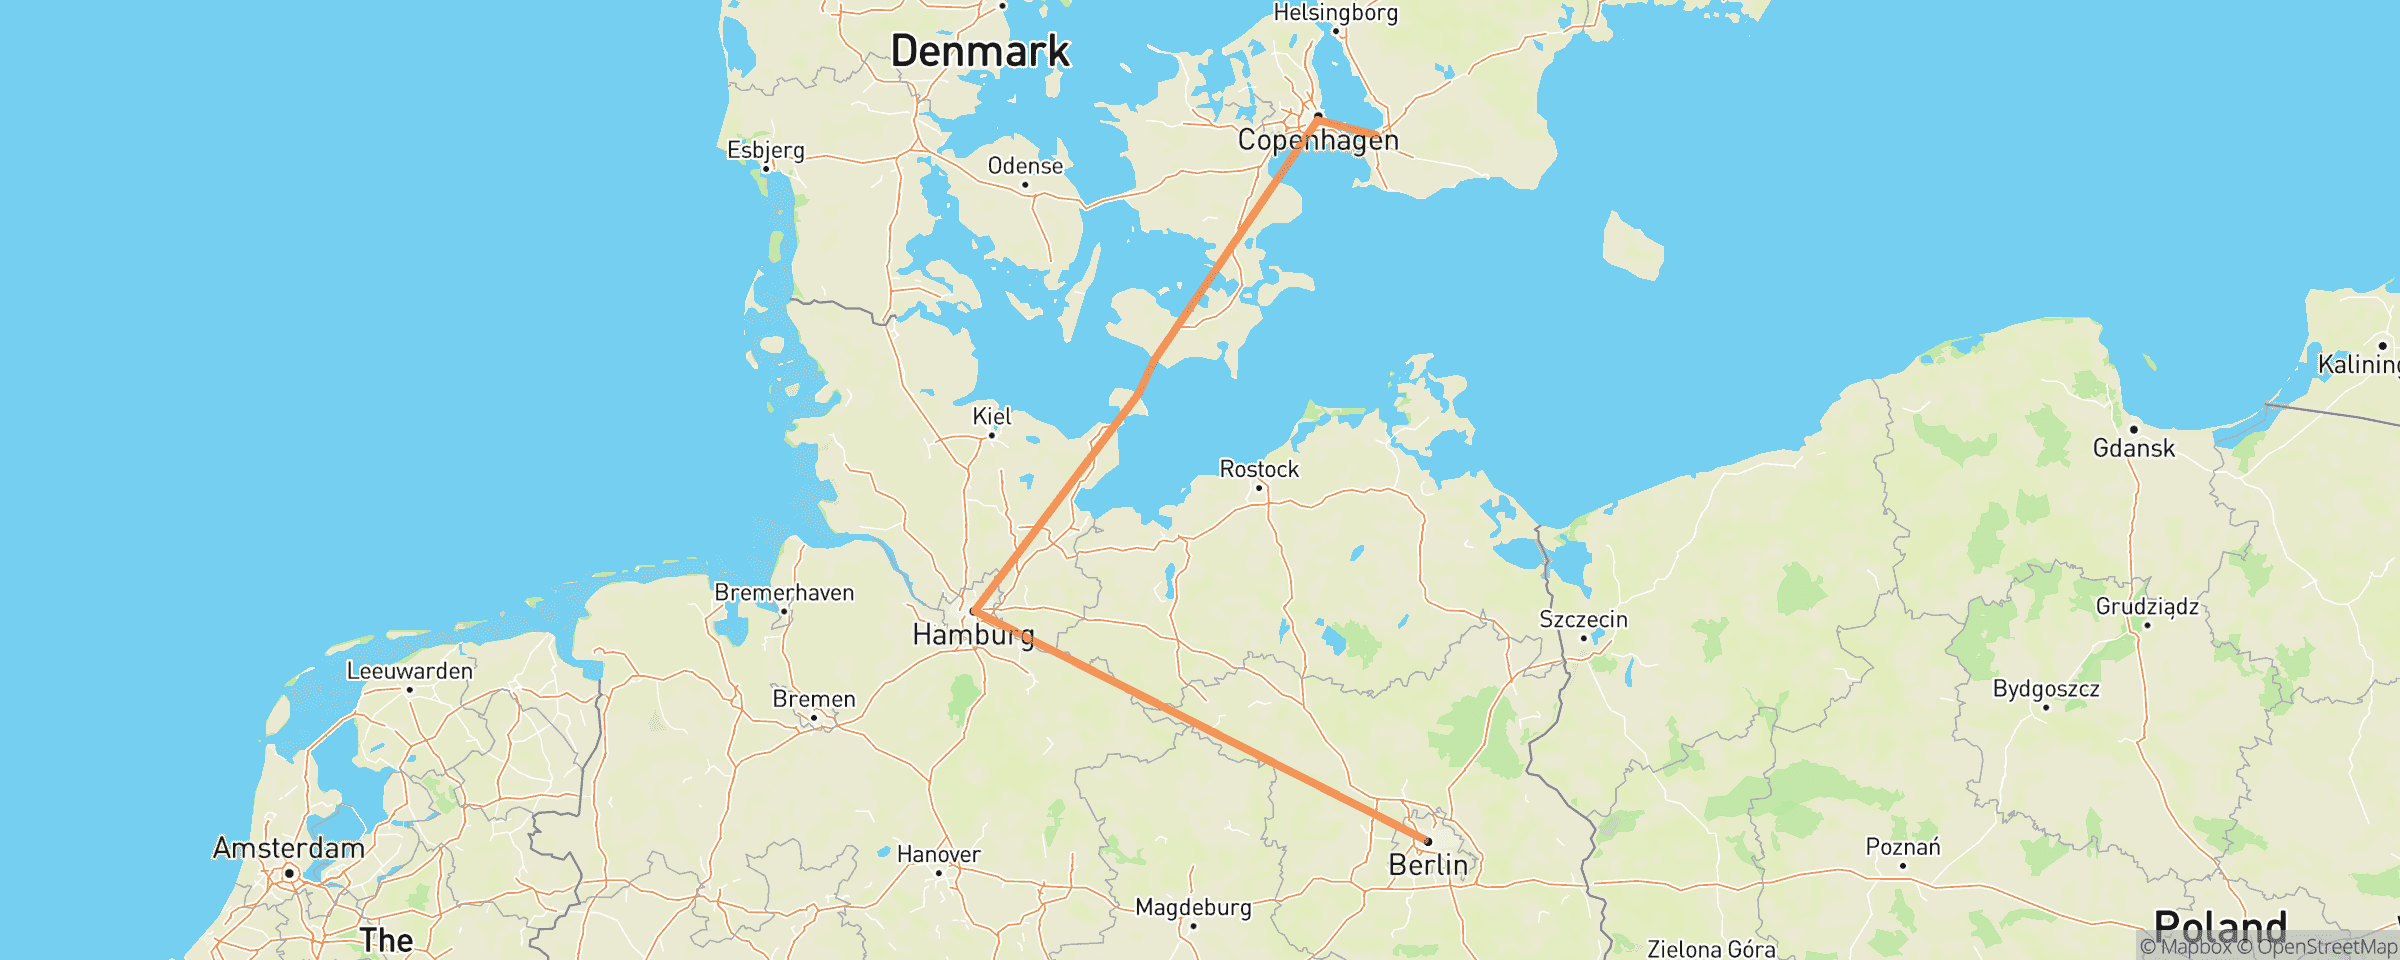 Helsingborg
Denmark
Copenhagen
Esbjerg
Odense
Kalining
Kiel
Gdansk
Rostock
Bremerhaven
Grudziądz
Szczecin
Hamburg
Leeuwarden
Bydgoszcz
Bremen
Amsterdam
Poznań
Hanover
Berlin
Magdeburg
Poland
The
Zielona Góra
© Mapbox © OpenStreetMap